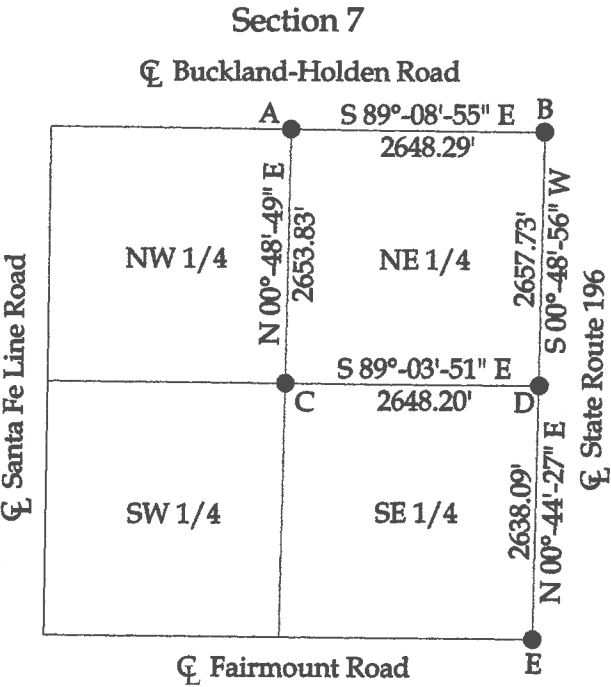 Section 7
℄ Buckland-Holden Road
A
S 89°-08'-55" E
B
2648.29'
N 00°-48'-49" E
2653.83'
NW 1/4
NE 1/4
2657.73'
S 00°-48'-56" W
℄ Santa Fe Line Road
℄ State Route 196
S 89°-03'-51" E
C
2648.20'
D
SW 1/4
SE 1/4
2638.09'
N 00°-44'-27" E
℄ Fairmount Road
E